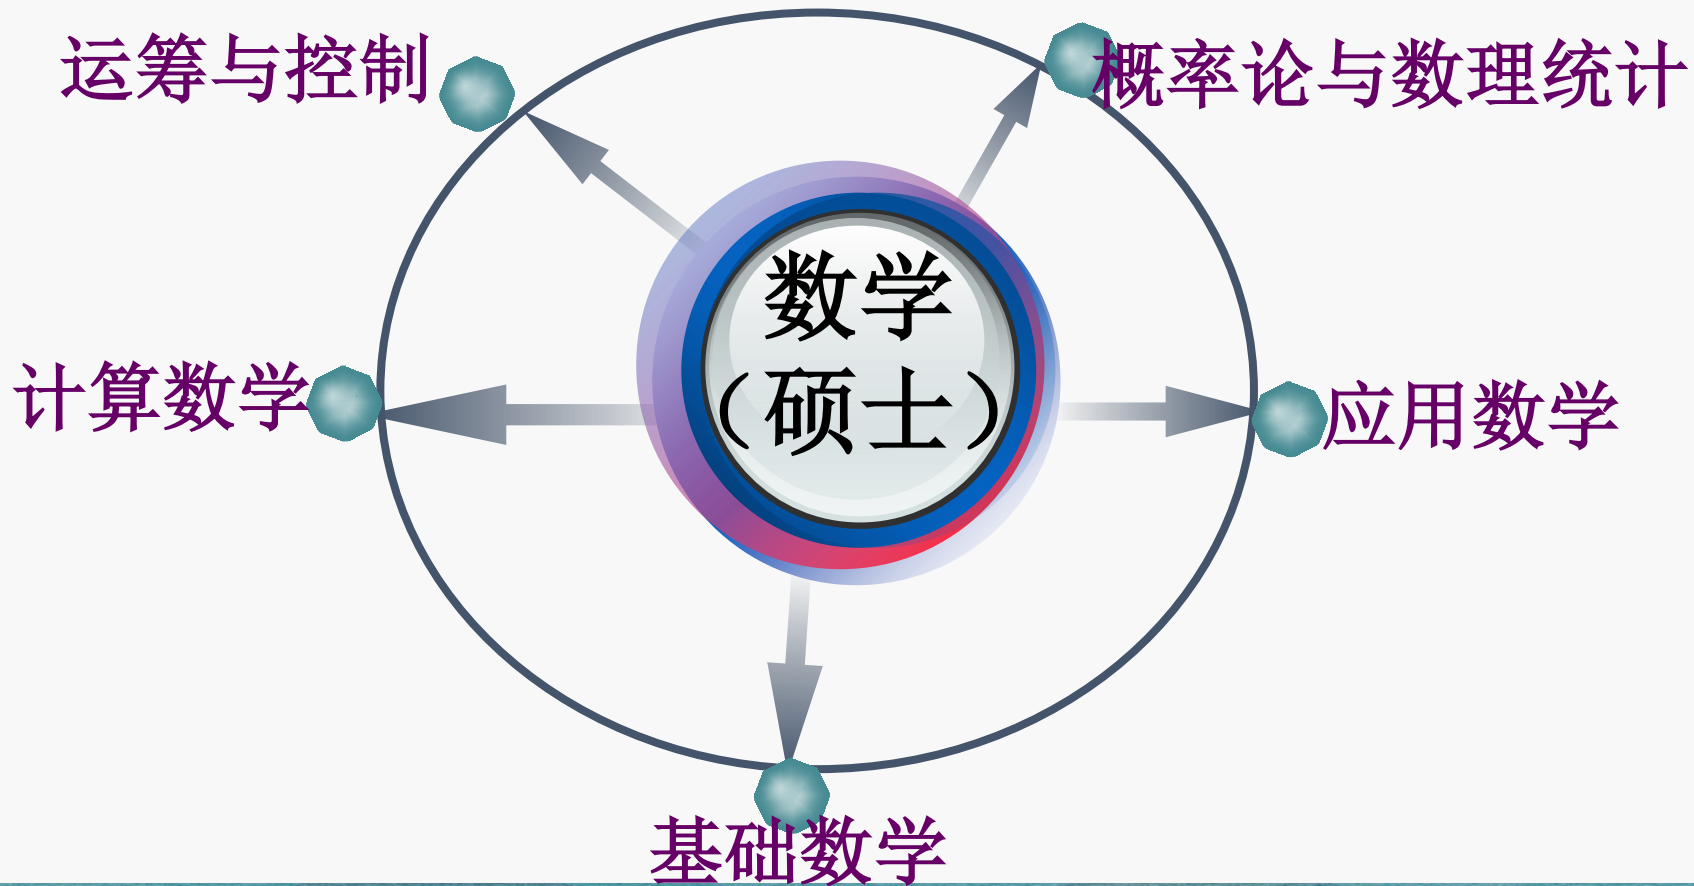 运筹与控制
概率论与数理统计
数学
（硕士）
计算数学
应用数学
基础数学